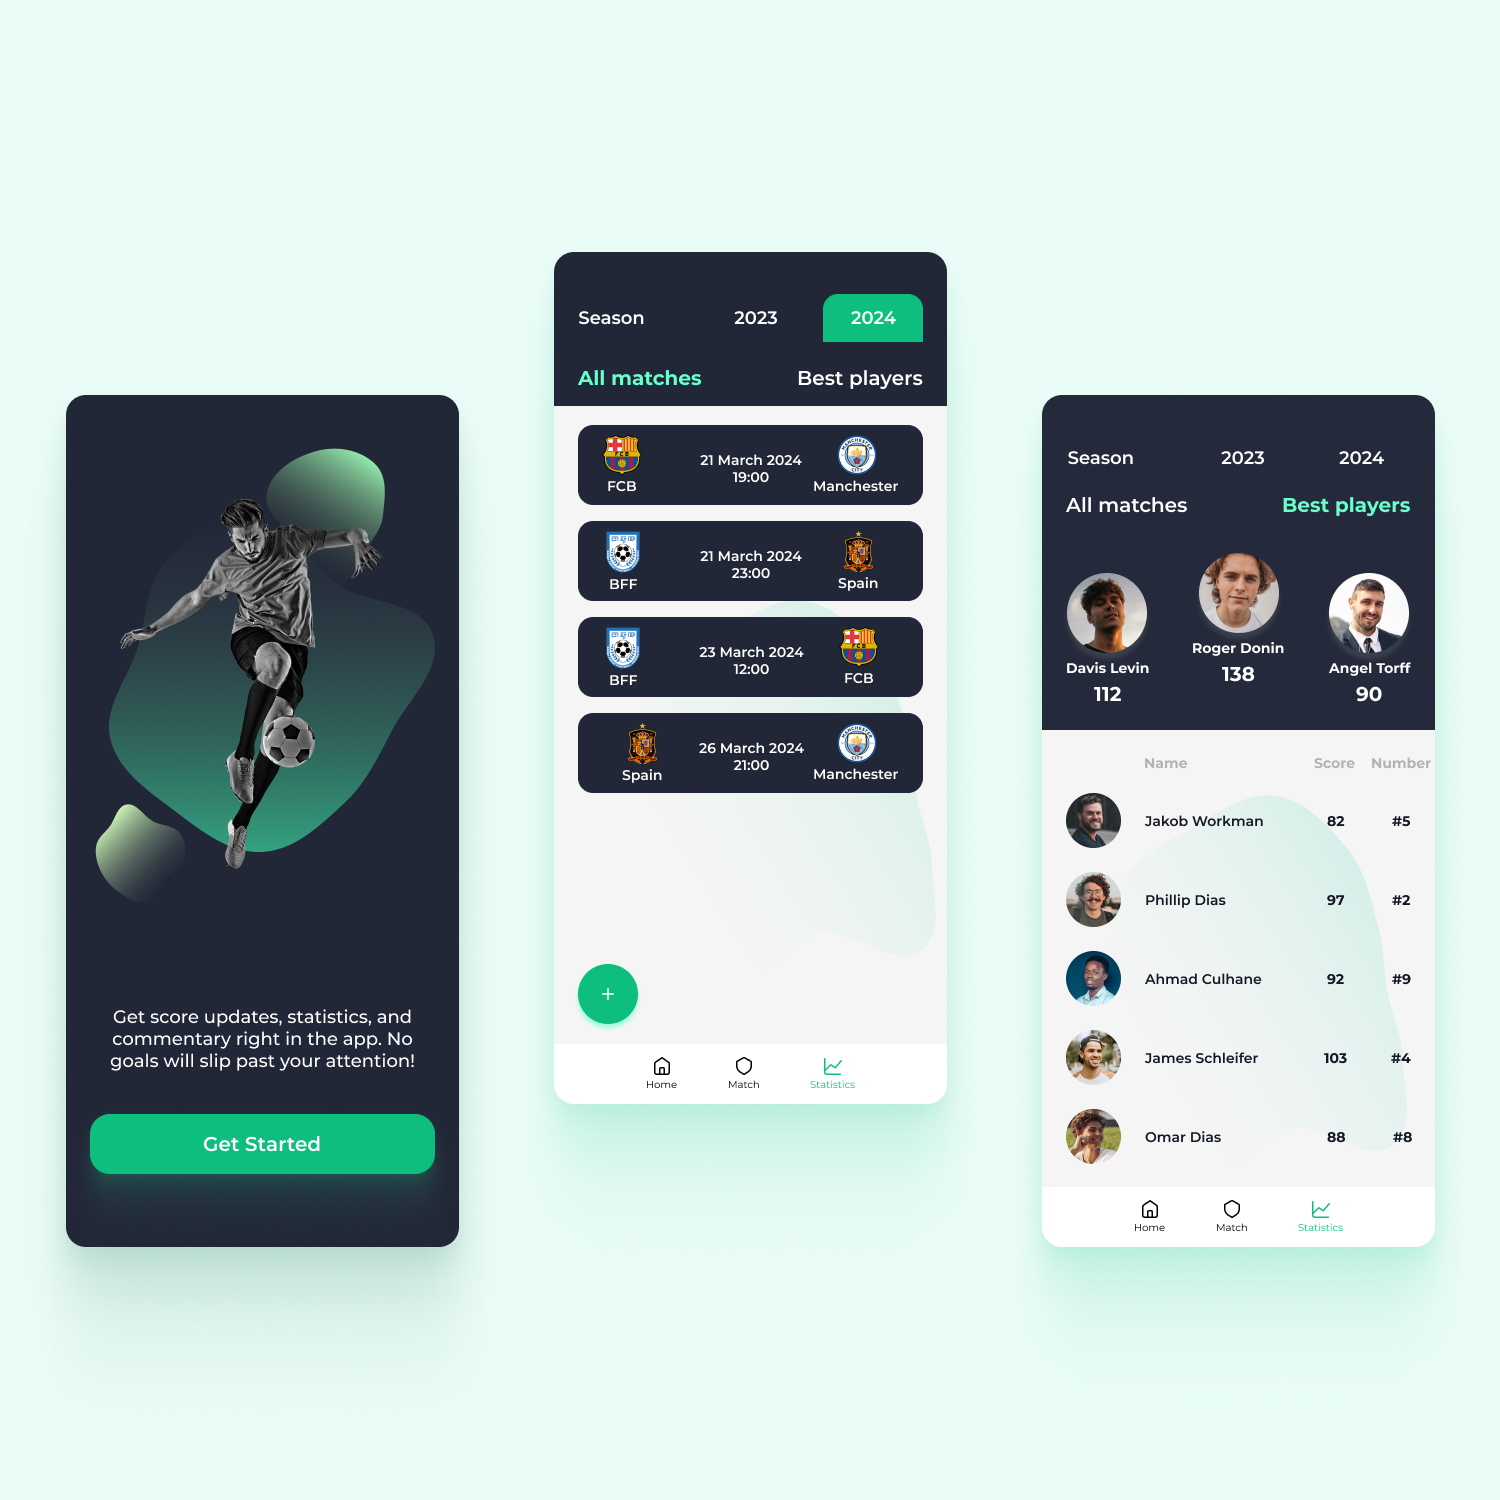 Get score updates, statistics, and
commentary right in the app. No
goals will slip past your attention!
Get Started
Season 2023 2024
All matches Best players
21 March 2024
19:00
FCB
MANCHESTER
CITY
Manchester
21 March 2024
23:00
BFF
Spain
23 March 2024
12:00
BFF
FCB
FCB
26 March 2024
21:00
Spain
MANCHESTER
CITY
Manchester
+
Home Match Statistics
Season 2023 2024
All matches Best players
Davis Levin
112
Roger Donin
138
Angel Torff
90
Name Score Number
Jakob Workman 82 #5
Phillip Dias 97 #2
Ahmad Culhane 92 #9
James Schleifer 103 #4
Omar Dias 88 #8
Home Match Statistics